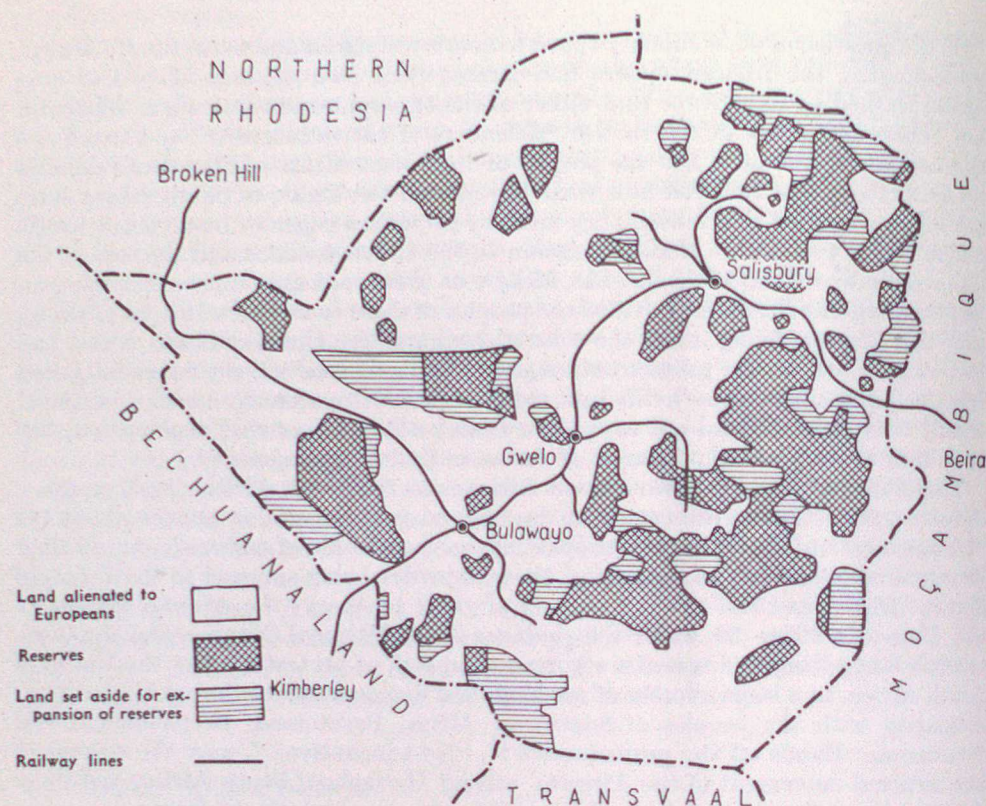 NORTHERN
RHODESIA
Broken Hill
Salisbury
MOÇAMBIQUE
BECHUANALAND
Gwelo
Beira
Bulawayo
Land alienated to
Europeans
Reserves
Land set aside for ex-
pansion of reserves
Kimberley
Railway lines
TRANSVAAL